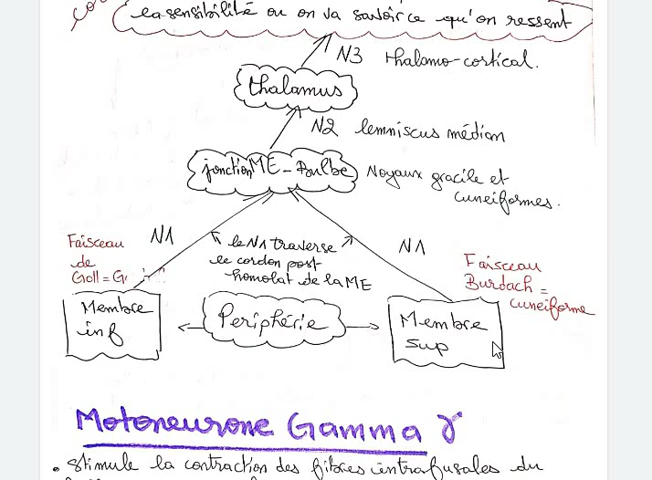 la sensibilité ou on va savoir ce qu'on ressent
N3 thalamo-cortical.
thalamus
N2 lemniscus médian
jonction ME-Bulbe
Noyaux gracile et
cuneiformes.
Faisceau
de
Goll =
N1
le N1 traverse
le cordon post
homolat de la ME
N1
Faisceau
Burdach =
cuneiforme
Membre
inf
Periphérie
Membre
sup
Motoneurone Gamma γ
• stimule la contraction des fibres intrafusales du